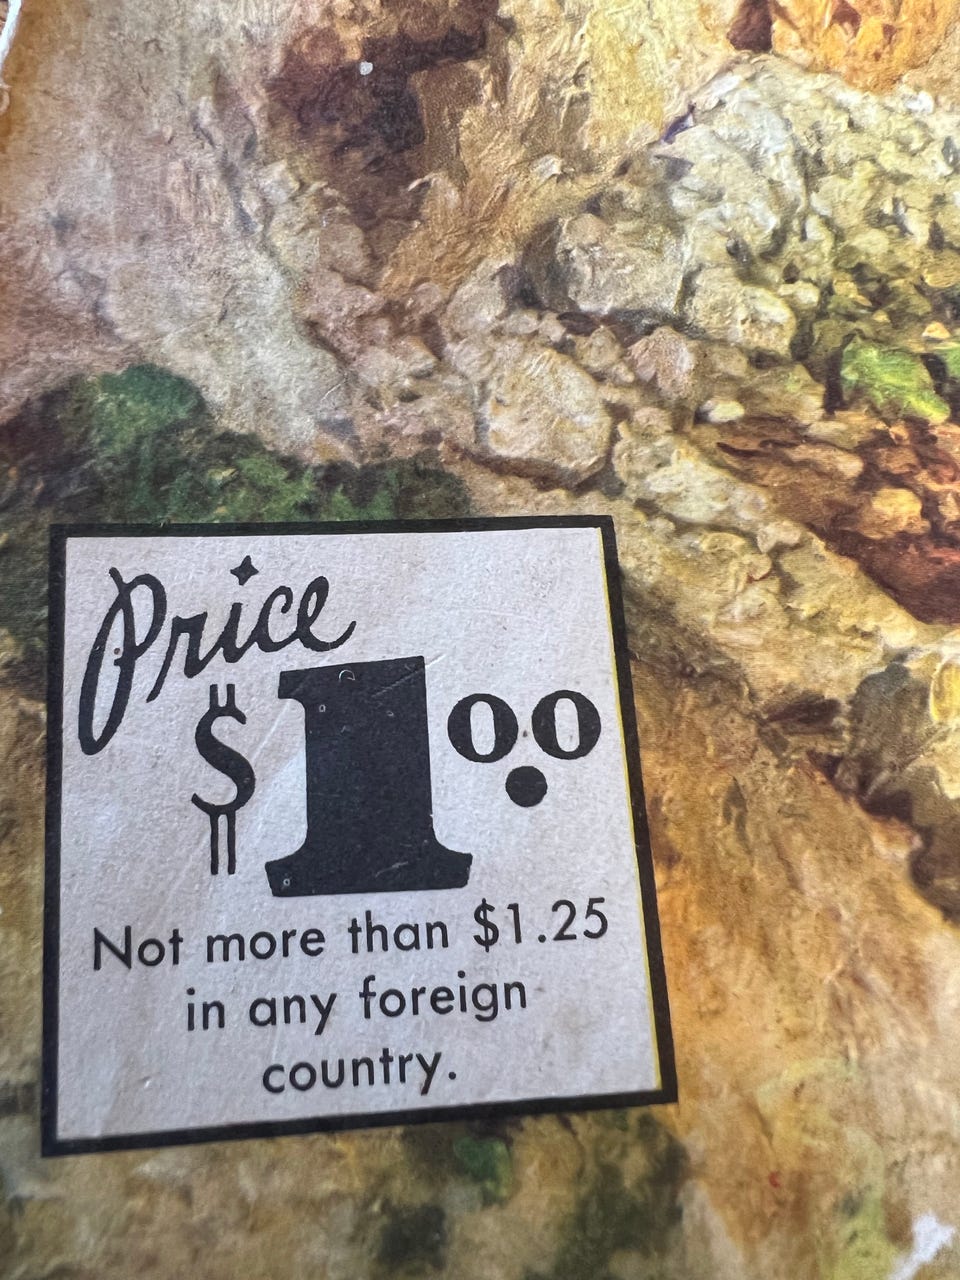 Price
$1.00
Not more than $1.25
in any foreign
country.